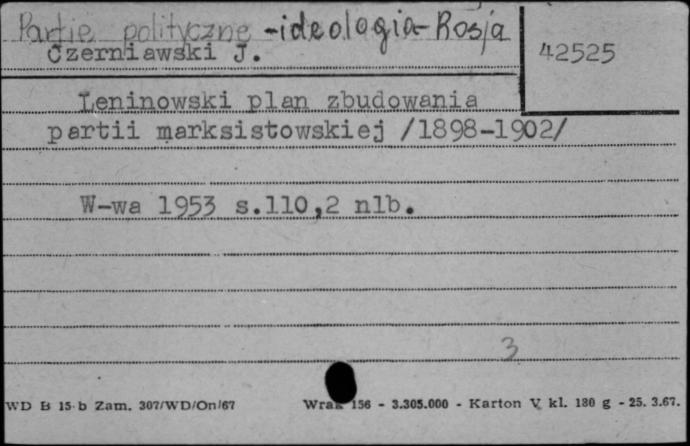 Partie polityczne - ideologia - Rosja
Czerniawski J.
42525
Leninowski plan zbudowania
partii marksistowskiej /1898-1902/
W-wa 1953 s.110,2 nlb.
3
WD B 15-b Zam. 307/WD/On/67 156 - 3.305.000 - Karton V kl. 180 g - 25. 3.67.